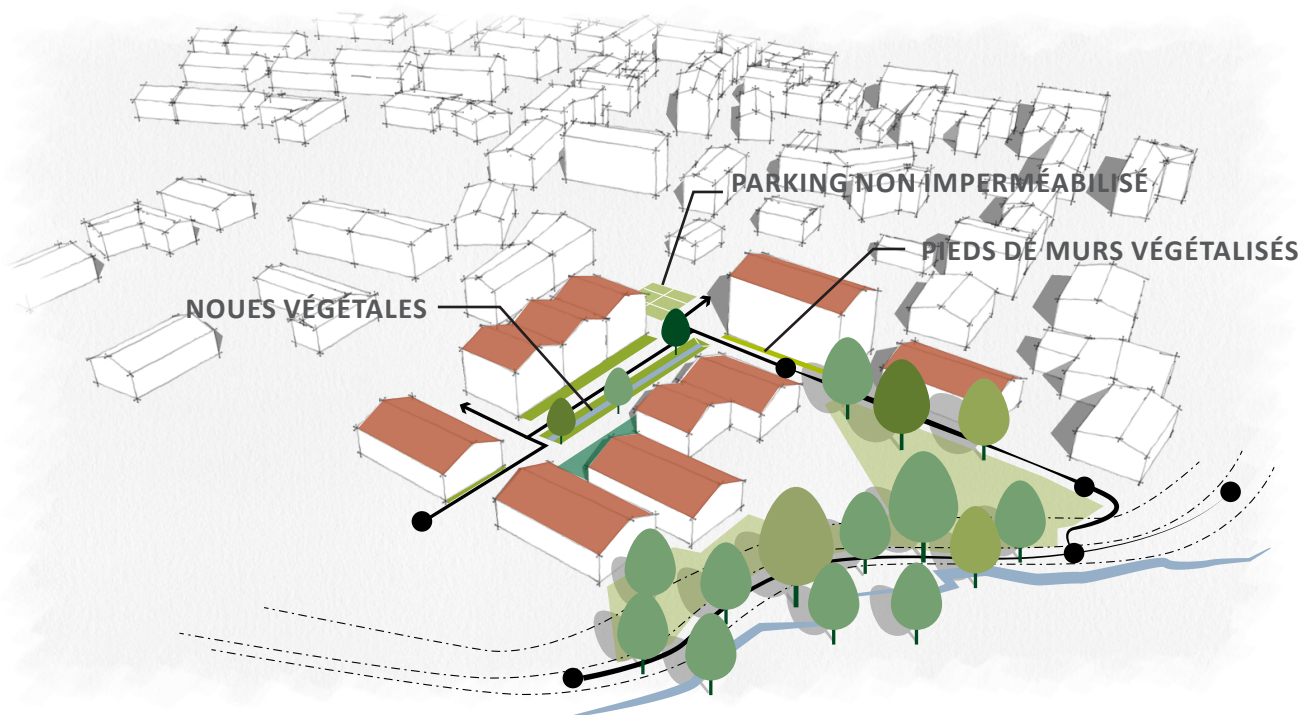 PARKING NON IMPERMÉABILISÉ
PIEDS DE MURS VÉGÉTALISÉS
NOUES VÉGÉTALES